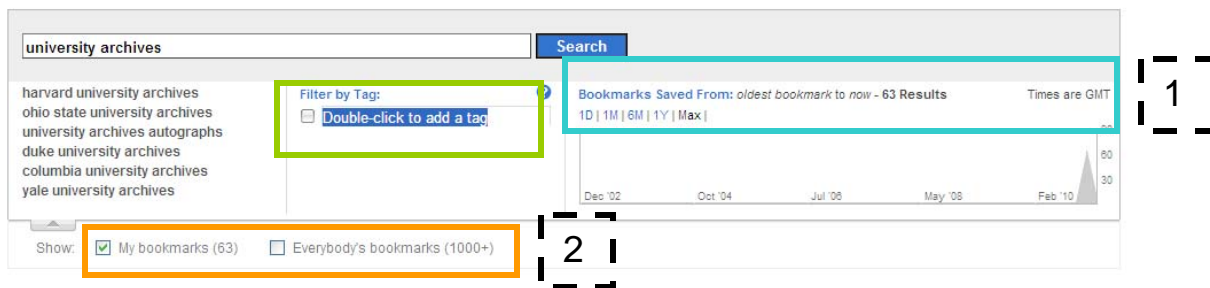 university archives
Search
harvard university archives
ohio state university archives
university archives autographs
duke university archives
columbia university archives
yale university archives
Filter by Tag:
?
Double-click to add a tag
Bookmarks Saved From: oldest bookmark to now - 63 Results
Times are GMT
1D | 1M | 6M | 1Y | Max |
60
30
Dec '02
Oct '04
Jul '06
May '08
Feb '10
1
Show:
My bookmarks (63)
Everybody's bookmarks (1000+)
2